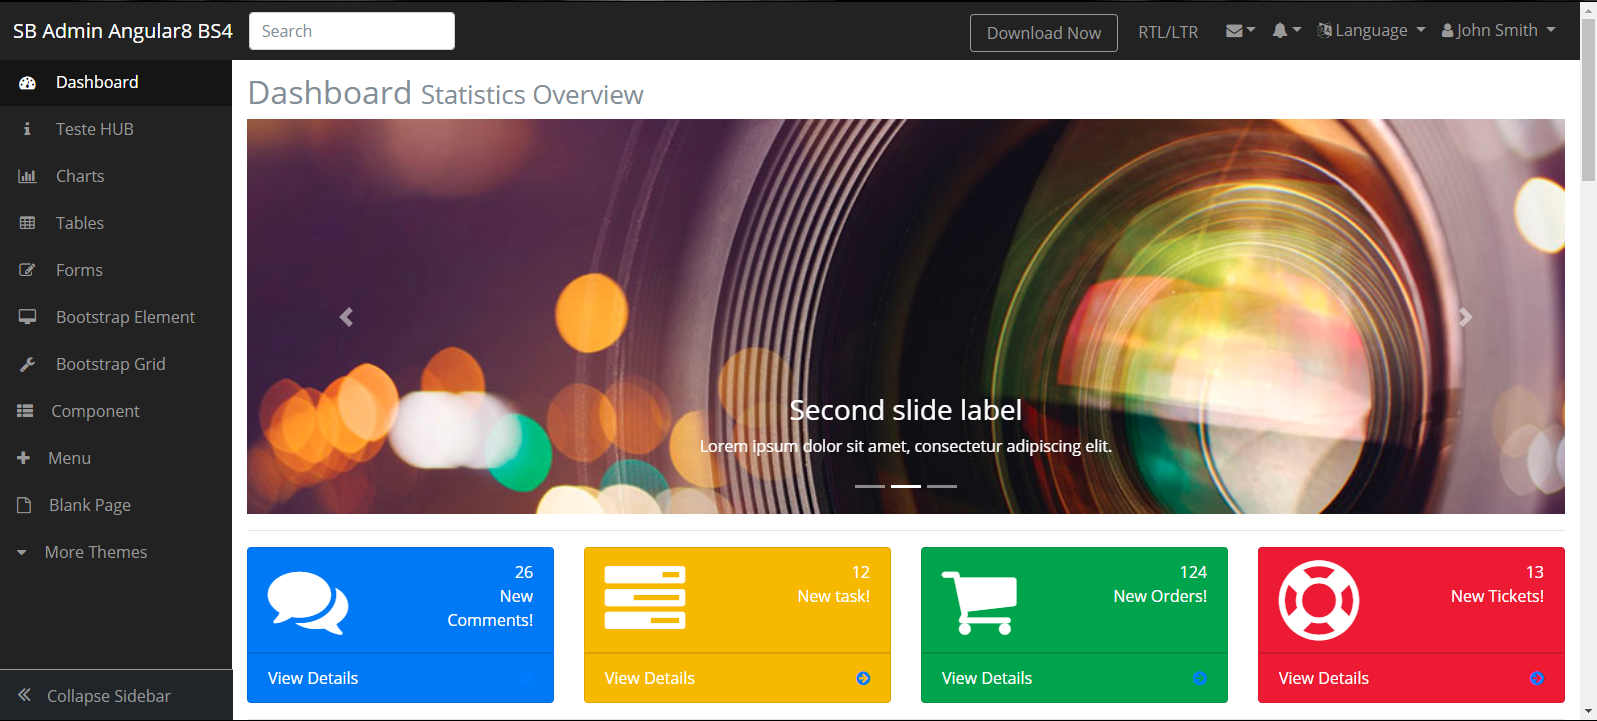 SB Admin Angular8 BS4
Search
Download Now
RTL/LTR
Language
John Smith
Dashboard
Teste HUB
Charts
Tables
Forms
Bootstrap Element
Bootstrap Grid
Component
Menu
Blank Page
More Themes
Collapse Sidebar
Dashboard Statistics Overview
Second slide label
Lorem ipsum dolor sit amet, consectetur adipiscing elit.
26
New
Comments!
View Details
12
New task!
View Details
124
New Orders!
View Details
13
New Tickets!
View Details